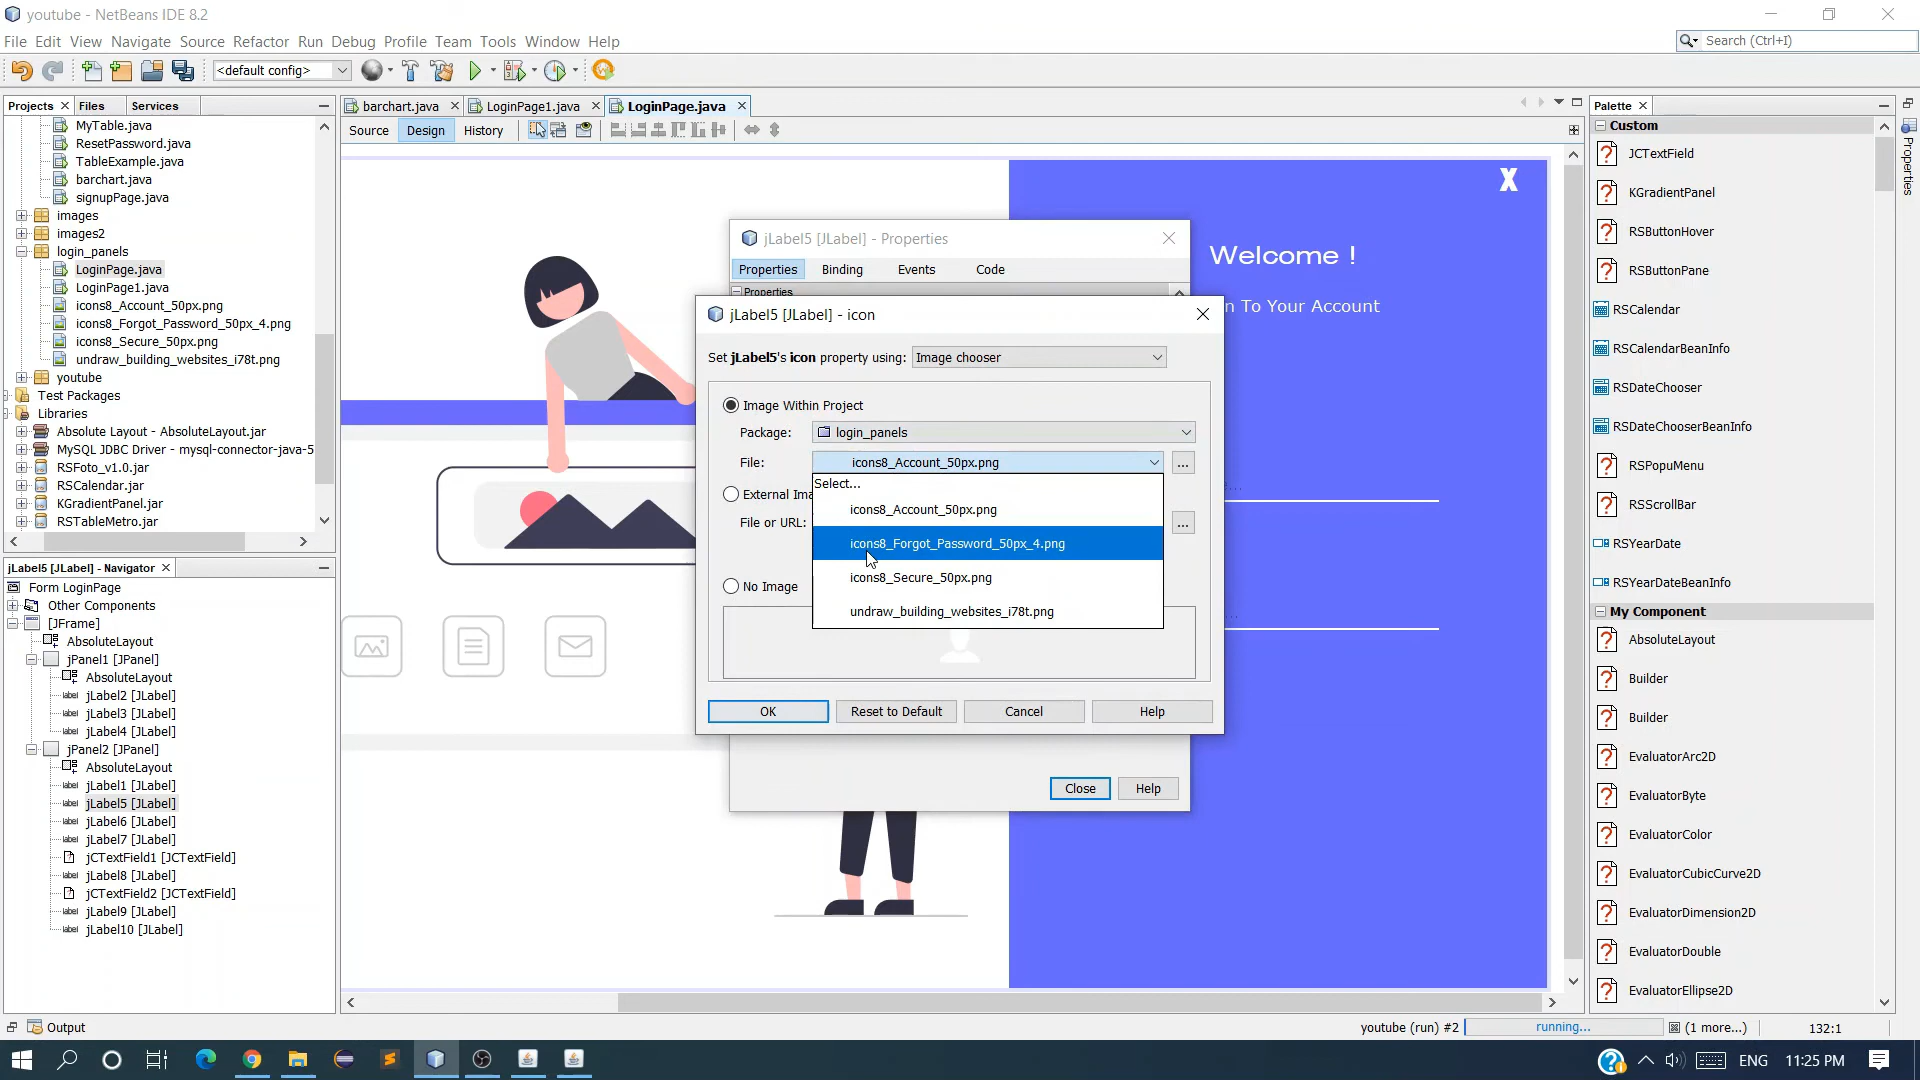 youtube - NetBeans IDE 8.2
File Edit View Navigate Source Refactor Run Debug Profile Team Tools Window Help
Search (Ctrl+I)
<default config>
Projects Files Services
barchart.java LoginPage1.java LoginPage.java
Palette
Source Design History
MyTable.java
ResetPassword.java
TableExample.java
barchart.java
signupPage.java
images
images2
login_panels
LoginPage.java
LoginPage1.java
icons8_Account_50px.png
icons8_Forgot_Password_50px_4.png
icons8_Secure_50px.png
undraw_building_websites_i78t.png
youtube
Test Packages
Libraries
Absolute Layout - AbsoluteLayout.jar
MySQL JDBC Driver - mysql-connector-java-5
RSFoto_v1.0.jar
RSCalendar.jar
KGradientPanel.jar
RSTableMetro.jar
jLabel5 [JLabel] - Navigator
Form LoginPage
Other Components
[JFrame]
AbsoluteLayout
jPanel1 [JPanel]
AbsoluteLayout
label jLabel2 [JLabel]
label jLabel3 [JLabel]
label jLabel4 [JLabel]
jPanel2 [JPanel]
AbsoluteLayout
label jLabel1 [JLabel]
label jLabel5 [JLabel]
label jLabel6 [JLabel]
label jLabel7 [JLabel]
jCTextField1 [JCTextField]
label jLabel8 [JLabel]
jCTextField2 [JCTextField]
label jLabel9 [JLabel]
label jLabel10 [JLabel]
X
Welcome !
n To Your Account
jLabel5 [JLabel] - Properties
Properties Binding Events Code
Properties
jLabel5 [JLabel] - icon
Set jLabel5's icon property using: Image chooser
Image Within Project
Package: login_panels
File: icons8_Account_50px.png ...
Select...
icons8_Account_50px.png
icons8_Forgot_Password_50px_4.png
icons8_Secure_50px.png
undraw_building_websites_i78t.png
External Ima
File or URL: ...
No Image
OK Reset to Default Cancel Help
Close Help
Custom
JCTextField
KGradientPanel
RSButtonHover
RSButtonPane
RSCalendar
RSCalendarBeanInfo
RSDateChooser
RSDateChooserBeanInfo
RSPopuMenu
RSScrollBar
RSYearDate
RSYearDateBeanInfo
My Component
AbsoluteLayout
Builder
Builder
EvaluatorArc2D
EvaluatorByte
EvaluatorColor
EvaluatorCubicCurve2D
EvaluatorDimension2D
EvaluatorDouble
EvaluatorEllipse2D
Properties
Output
youtube (run) #2 running... (1 more...) 132:1
ENG 11:25 PM